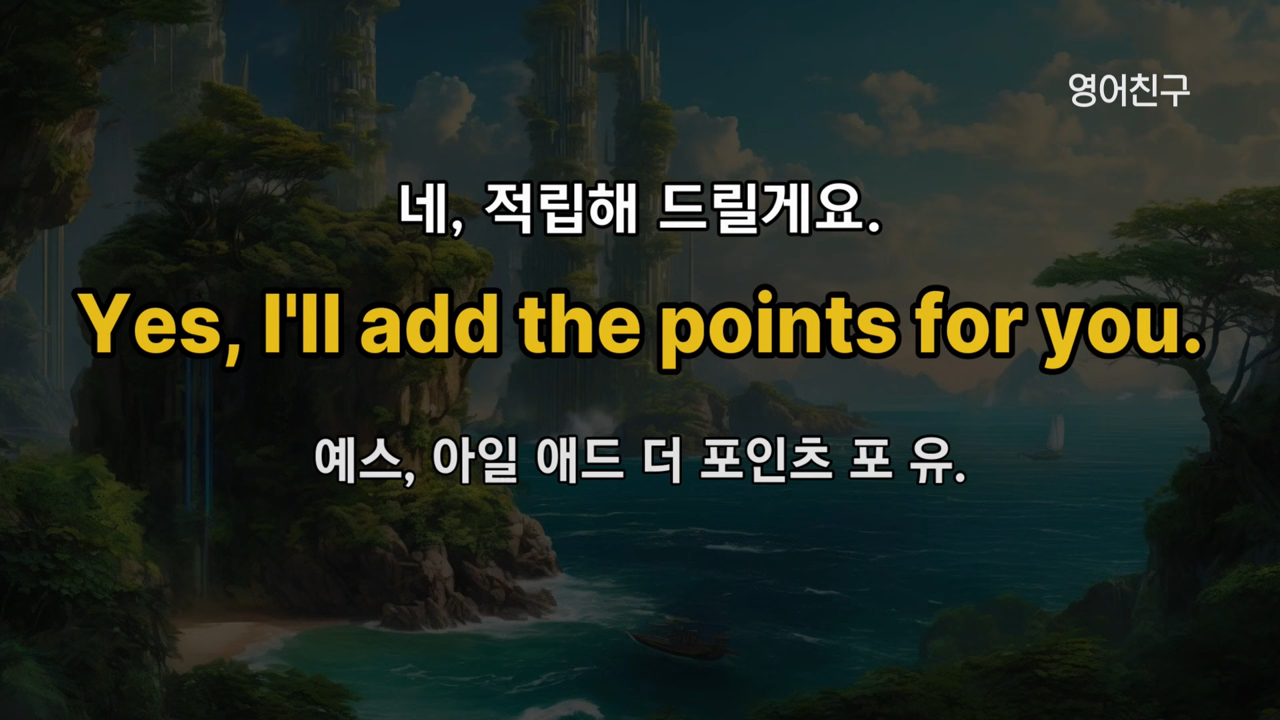 영어친구
네, 적립해 드릴게요.
Yes, I'll add the points for you.
예스, 아일 애드 더 포인츠 포 유.